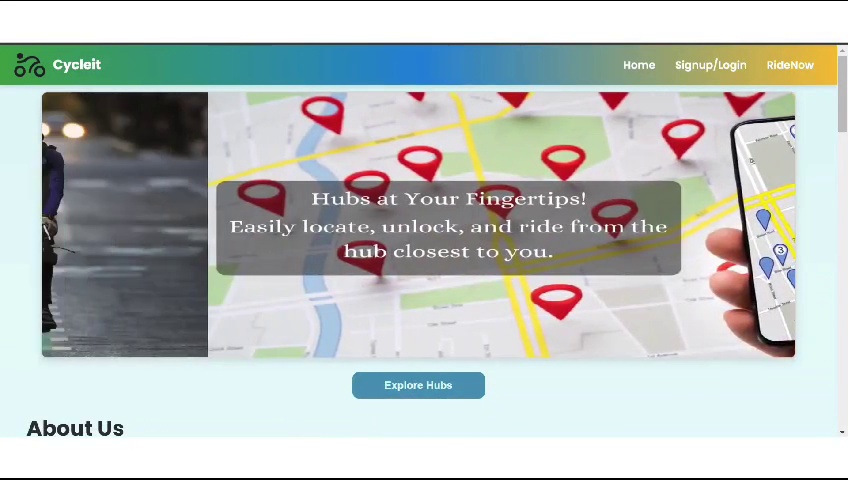 Cycleit
Home Signup/Login RideNow
Hubs at Your Fingertips!
Easily locate, unlock, and ride from the
hub closest to you.
3
Explore Hubs
About Us